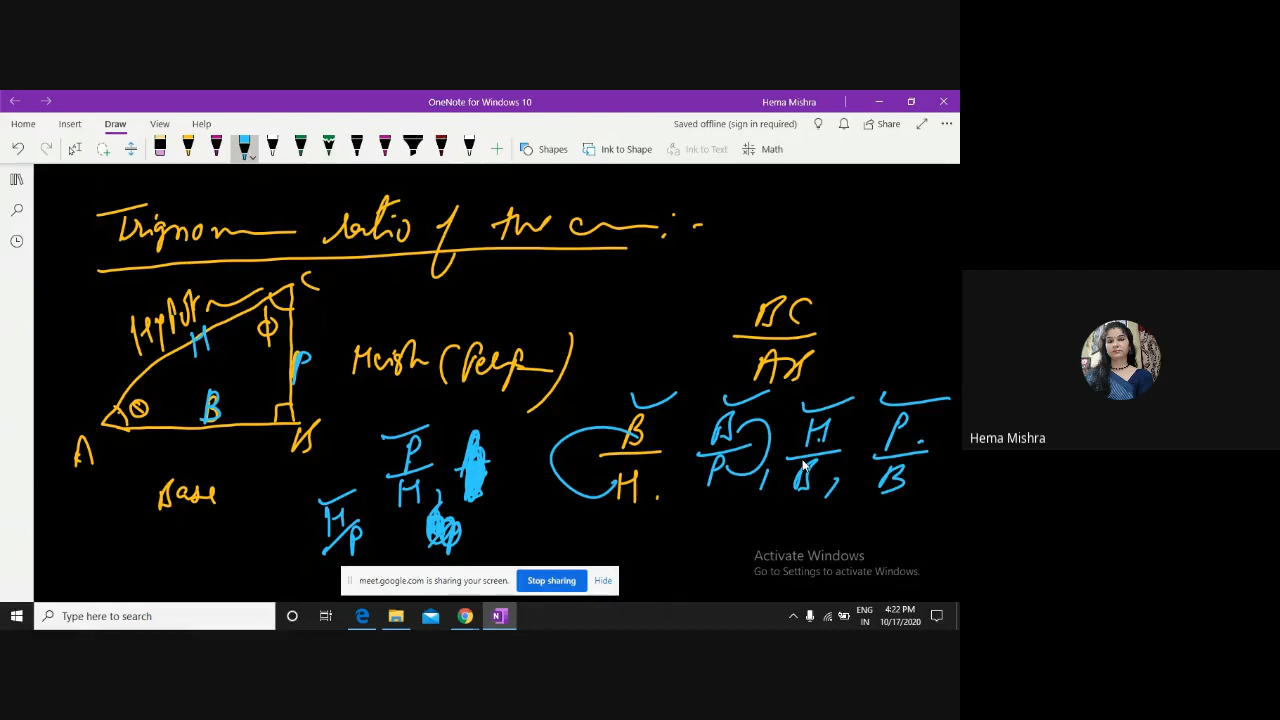 OneNote for Windows 10
Hema Mishra
Home Insert Draw View Help
Saved offline (sign in required)
Share
Shapes
Ink to Shape
Ink to Text
Math
Trignom ratio of the
C
Hypot
H
ϕ
P
θ
B
A
B
Base
BC
AB
P
H,
H/P
B
H.
B
P,
H
B,
P.
B
Hema Mishra
Activate Windows
Go to Settings to activate Windows.
meet.google.com is sharing your screen.
Stop sharing
Hide
Type here to search
ENG
IN
4:22 PM
10/17/2020